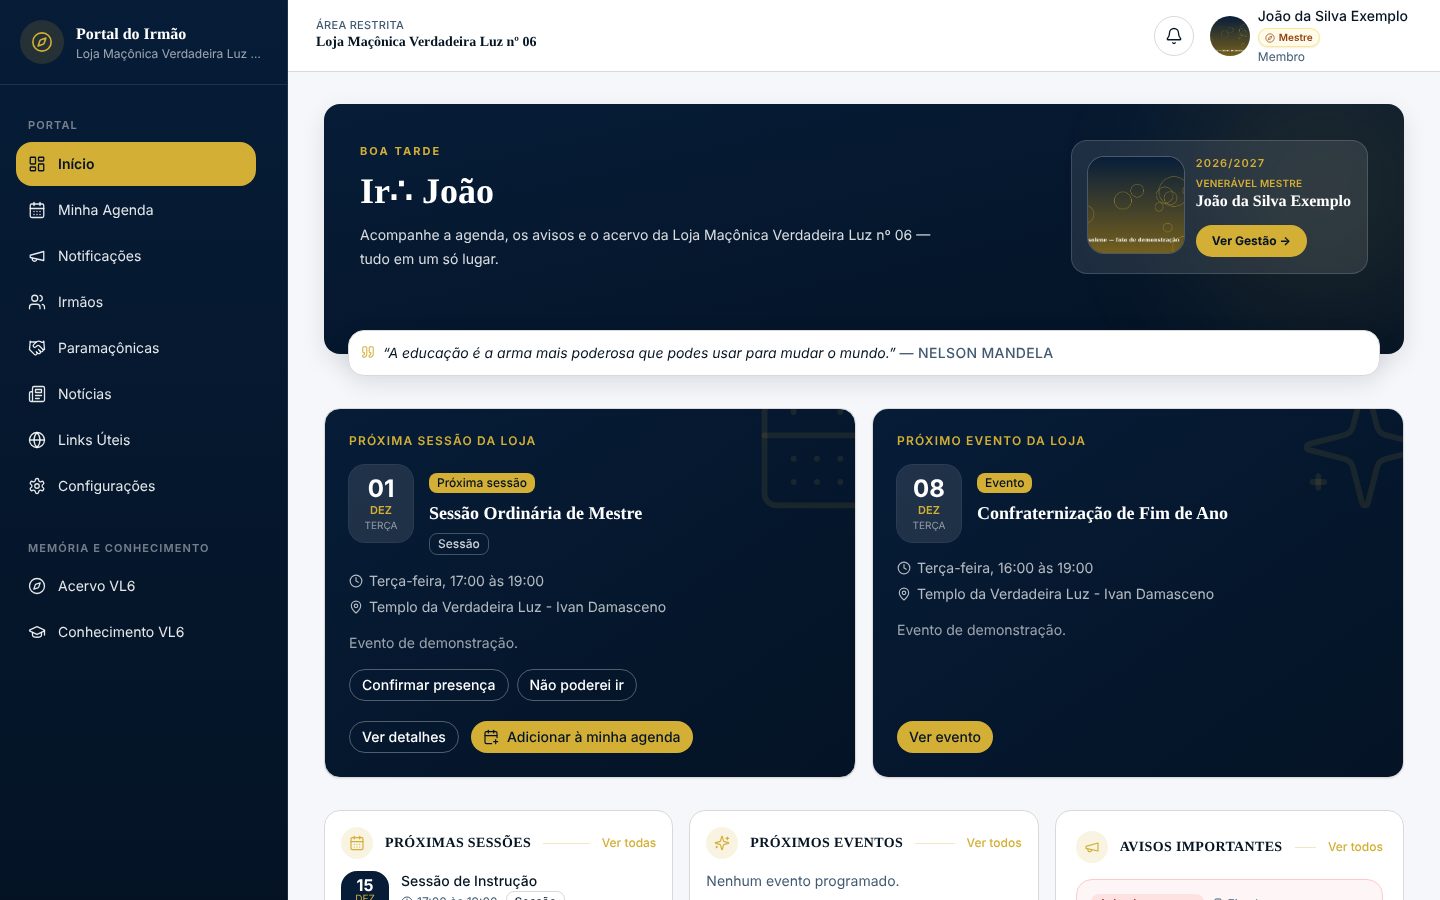 Portal do Irmão
Loja Maçônica Verdadeira Luz ...
PORTAL
Início
Minha Agenda
Notificações
Irmãos
Paramaçônicas
Notícias
Links Úteis
Configurações
MEMÓRIA E CONHECIMENTO
Acervo VL6
Conhecimento VL6
ÁREA RESTRITA
Loja Maçônica Verdadeira Luz nº 06
João da Silva Exemplo
Mestre
Membro
BOA TARDE
Ir∴ João
Acompanhe a agenda, os avisos e o acervo da Loja Maçônica Verdadeira Luz nº 06 —
tudo em um só lugar.
foto de demonstração
2026/2027
VENERÁVEL MESTRE
João da Silva Exemplo
Ver Gestão →
“A educação é a arma mais poderosa que podes usar para mudar o mundo.” — NELSON MANDELA
PRÓXIMA SESSÃO DA LOJA
01
DEZ
TERÇA
Próxima sessão
Sessão Ordinária de Mestre
Sessão
Terça-feira, 17:00 às 19:00
Templo da Verdadeira Luz - Ivan Damasceno
Evento de demonstração.
Confirmar presença
Não poderei ir
Ver detalhes
Adicionar à minha agenda
PRÓXIMO EVENTO DA LOJA
08
DEZ
TERÇA
Evento
Confraternização de Fim de Ano
Terça-feira, 16:00 às 19:00
Templo da Verdadeira Luz - Ivan Damasceno
Evento de demonstração.
Ver evento
PRÓXIMAS SESSÕES
Ver todas
15
DEZ
Sessão de Instrução
PRÓXIMOS EVENTOS
Ver todos
Nenhum evento programado.
AVISOS IMPORTANTES
Ver todos